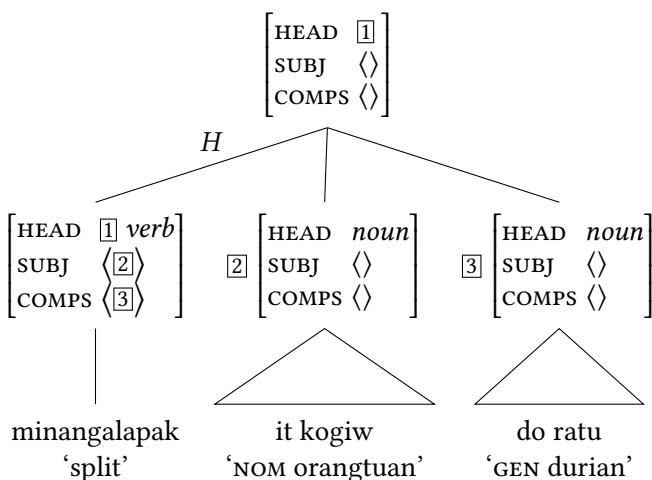 HEAD 1
SUBJ ⟨⟩
COMPS ⟨⟩
H
HEAD 1 verb
SUBJ ⟨2⟩
COMPS ⟨3⟩
2
HEAD noun
SUBJ ⟨⟩
COMPS ⟨⟩
3
HEAD noun
SUBJ ⟨⟩
COMPS ⟨⟩
minangalapak
‘split’
it kogiw
‘NOM orangtuan’
do ratu
‘GEN durian’